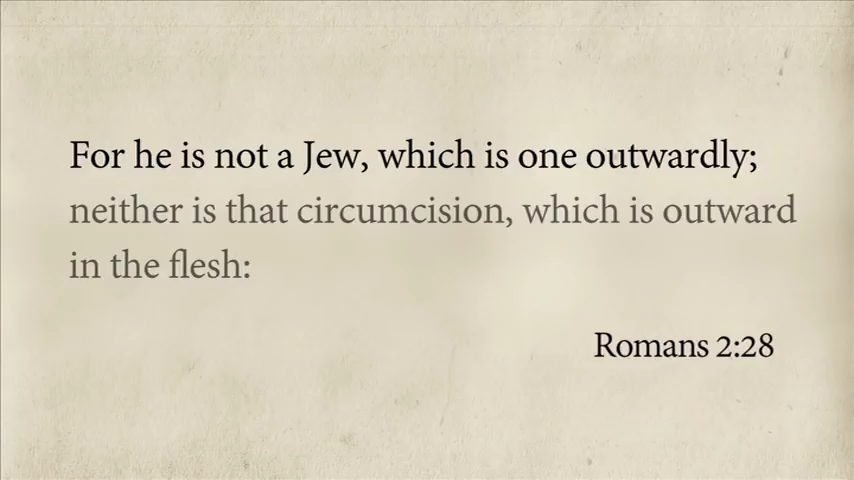 For he is not a Jew, which is one outwardly;
neither is that circumcision, which is outward
in the flesh:
Romans 2:28